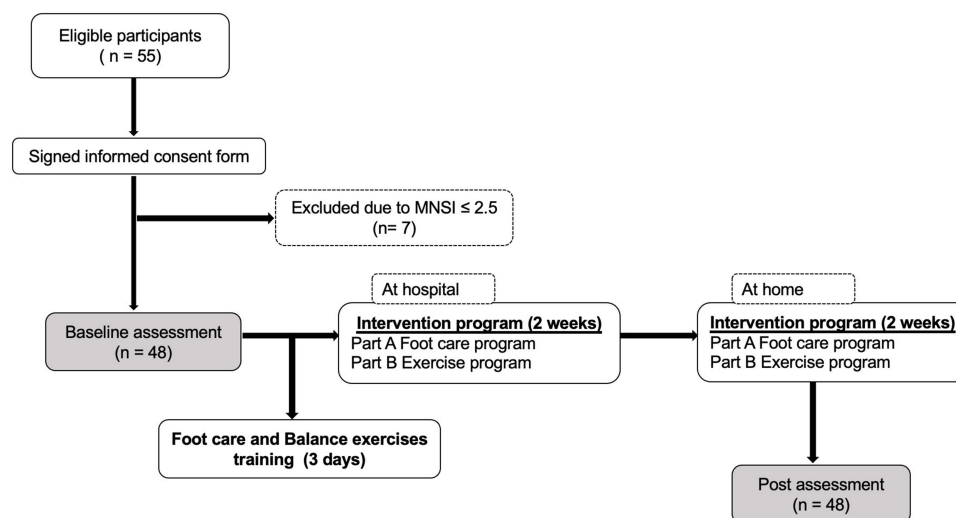 Eligible participants
( n = 55)
Signed informed consent form
Excluded due to MNSI ≤ 2.5
(n= 7)
At hospital
At home
Baseline assessment
(n = 48)
Intervention program (2 weeks)
Part A Foot care program
Part B Exercise program
Intervention program (2 weeks)
Part A Foot care program
Part B Exercise program
Foot care and Balance exercises
training (3 days)
Post assessment
(n = 48)